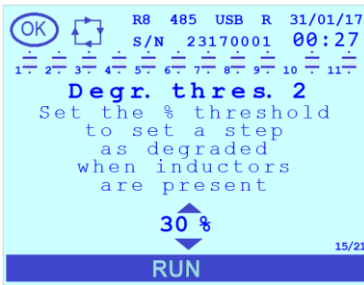 OK R8 485 USB R 31/01/17
S/N 23170001 00:27
1 2 3 4 5 6 7 8 9 10 11
Degr. thres. 2
Set the % threshold
to set a step
as degraded
when inductors
are present
30 %
15/21
RUN